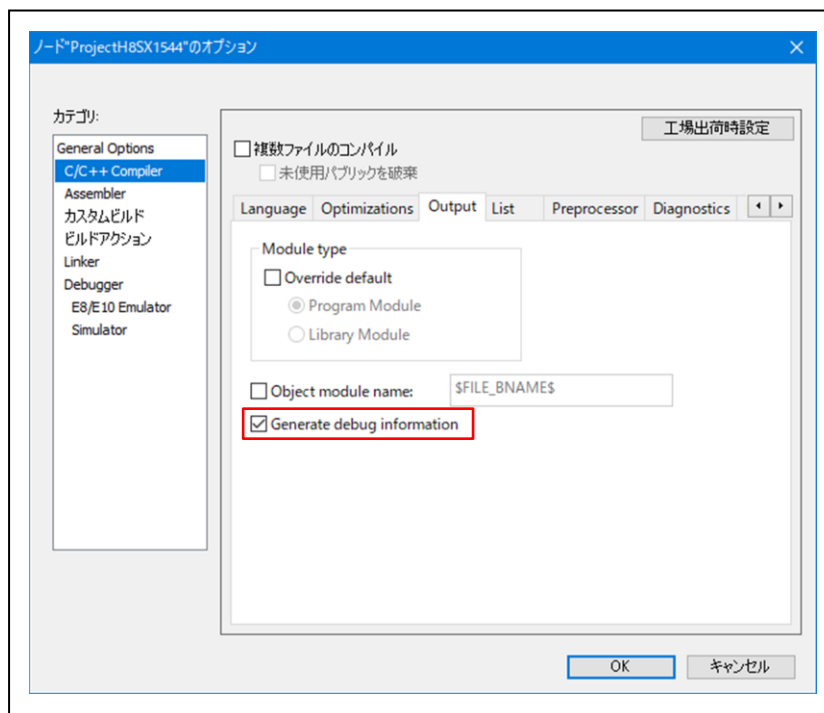 ノード"ProjectH8SX1544"のオプション
カテゴリ:
General Options
C/C++ Compiler
Assembler
カスタムビルド
ビルドアクション
Linker
Debugger
E8/E10 Emulator
Simulator
工場出荷時設定
複数ファイルのコンパイル
未使用パブリックを破棄
Language Optimizations Output List Preprocessor Diagnostics
Module type
Override default
Program Module
Library Module
Object module name: $FILE_BNAME$
Generate debug information
OK キャンセル